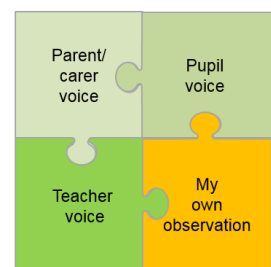 Parent/
carer
voice
Pupil
voice
Teacher
voice
My
own
observation